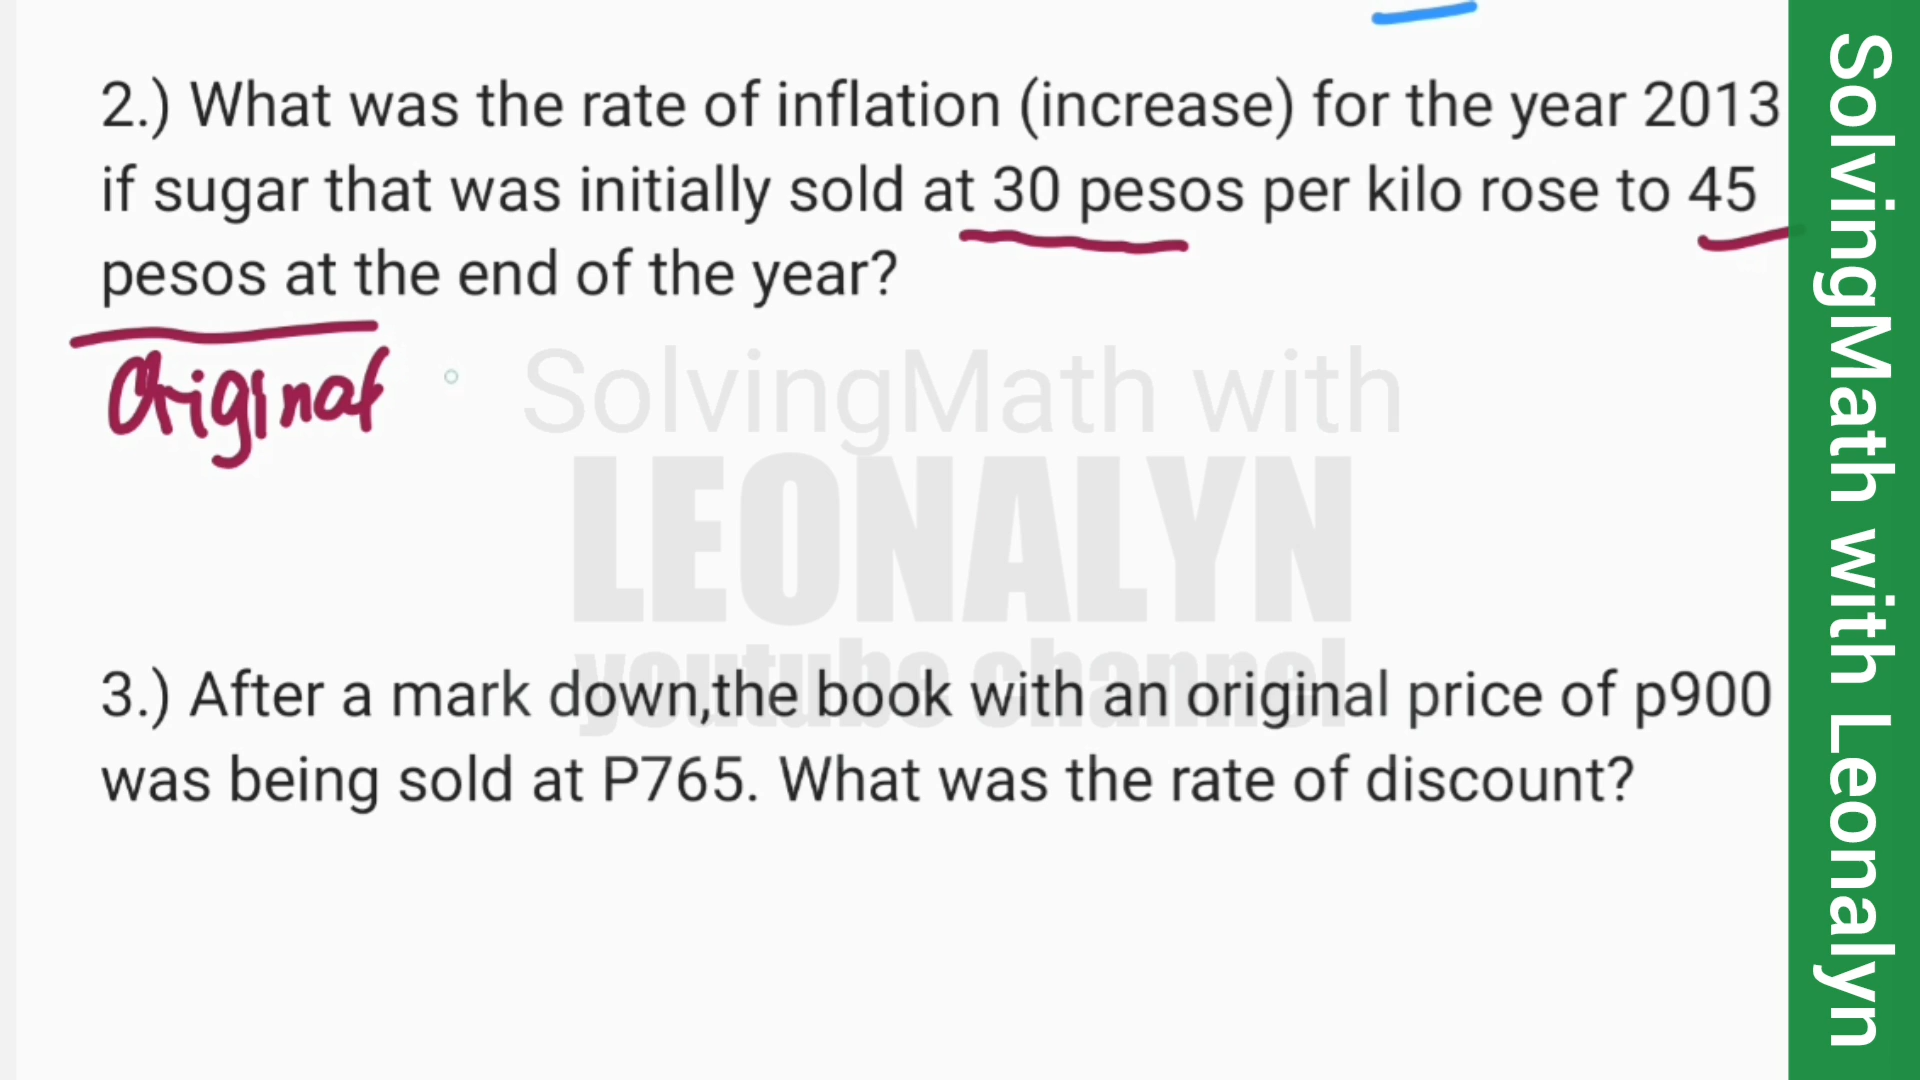 2.) What was the rate of inflation (increase) for the year 2013
if sugar that was initially sold at 30 pesos per kilo rose to 45
pesos at the end of the year?
Original
SolvingMath with
LEONALYN
youtube channel
3.) After a mark down,the book with an original price of p900
was being sold at P765. What was the rate of discount?
SolvingMath with Leonalyn